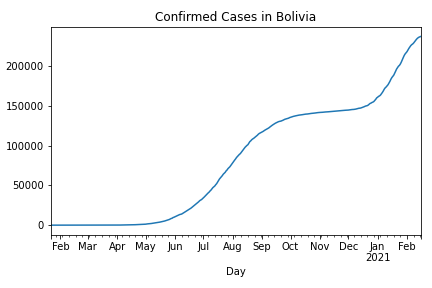 Confirmed Cases in Bolivia
200000
150000
100000
50000
0
Feb Mar Apr May Jun Jul Aug Sep Oct Nov Dec Jan Feb
2021
Day